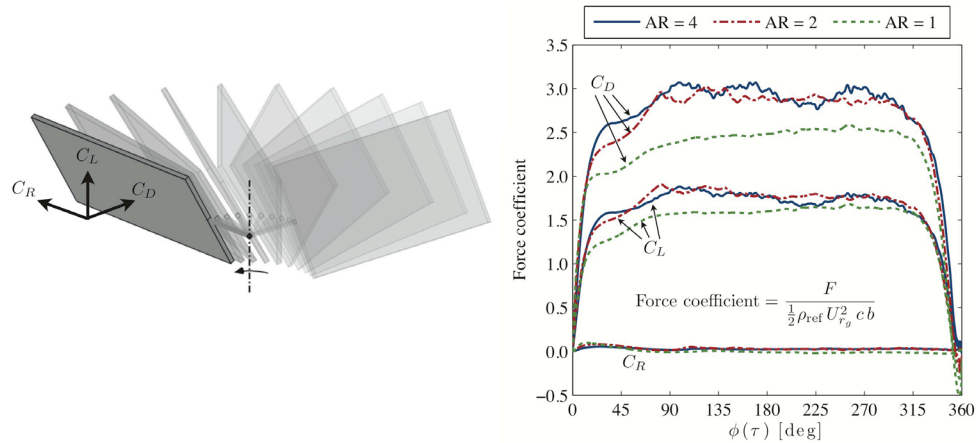 C_R
C_L
C_D
AR = 4 AR = 2 AR = 1
Force coefficient
3.5
3.0
2.5
2.0
1.5
1.0
0.5
0.0
−0.5
C_D
C_L
Force coefficient = F / (½ ρ_ref U²_{r_g} c b)
C_R
0 45 90 135 180 225 270 315 360
ϕ(τ) [deg]